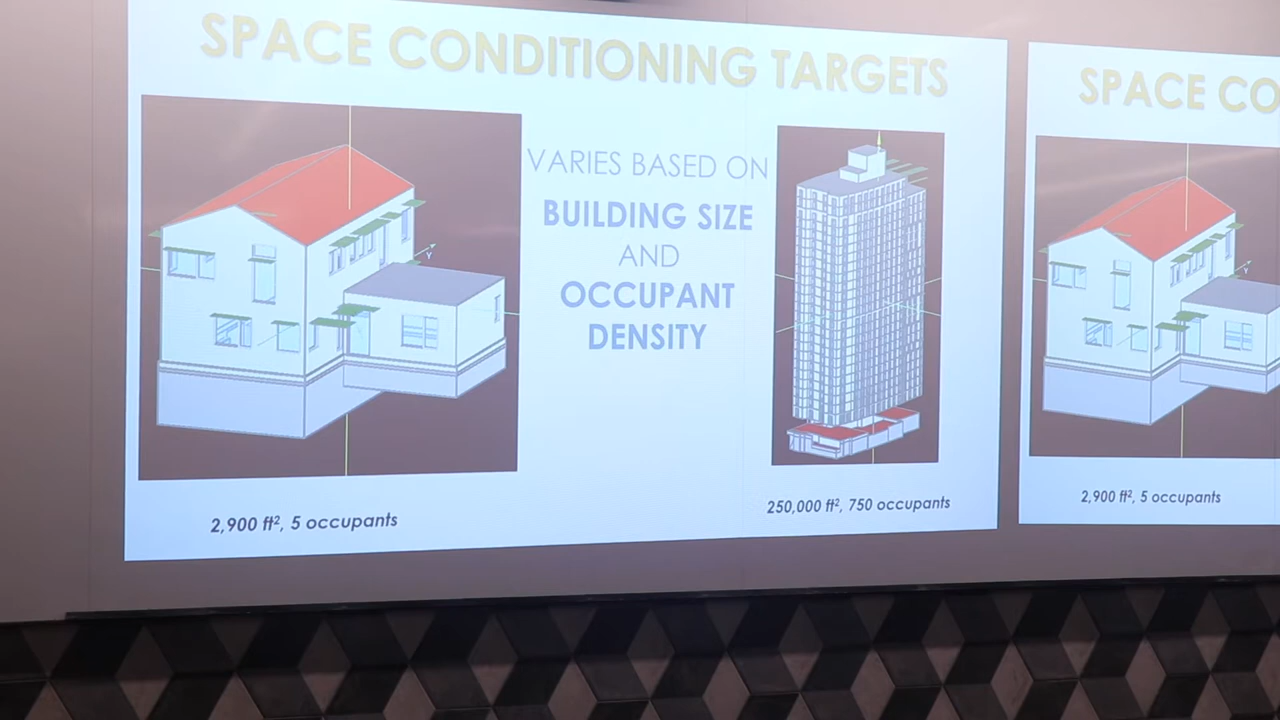 SPACE CONDITIONING TARGETS
VARIES BASED ON
BUILDING SIZE
AND
OCCUPANT
DENSITY
2,900 ft², 5 occupants
250,000 ft², 750 occupants
SPACE CO
2,900 ft², 5 occupants